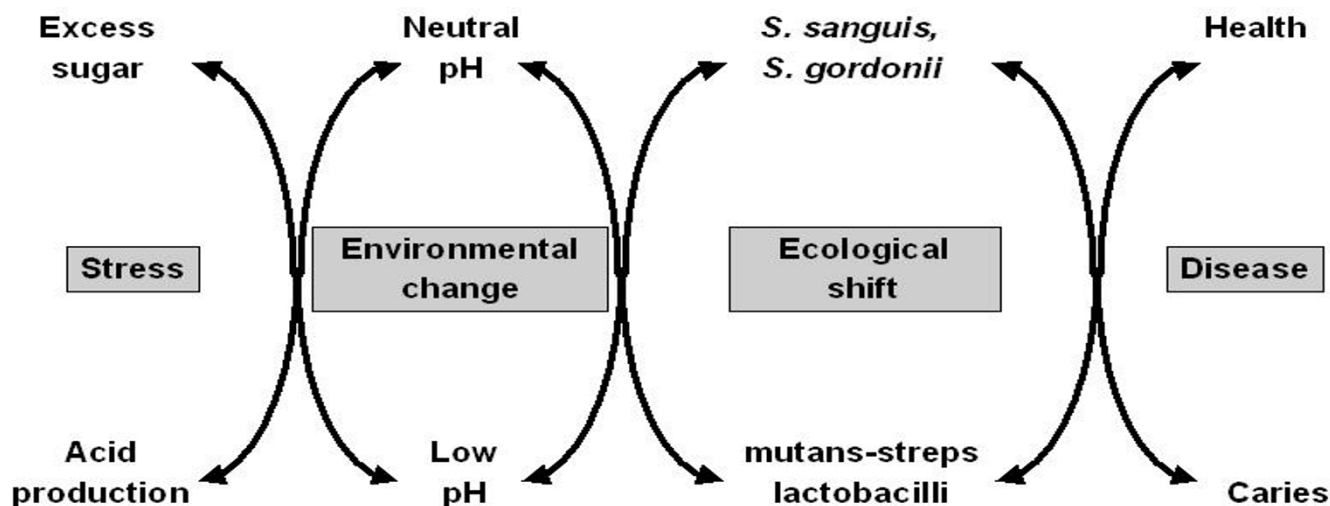 Excess
sugar
Neutral
pH
S. sanguis,
S. gordonii
Health
Stress
Environmental
change
Ecological
shift
Disease
Acid
production
Low
pH
mutans-streps
lactobacilli
Caries